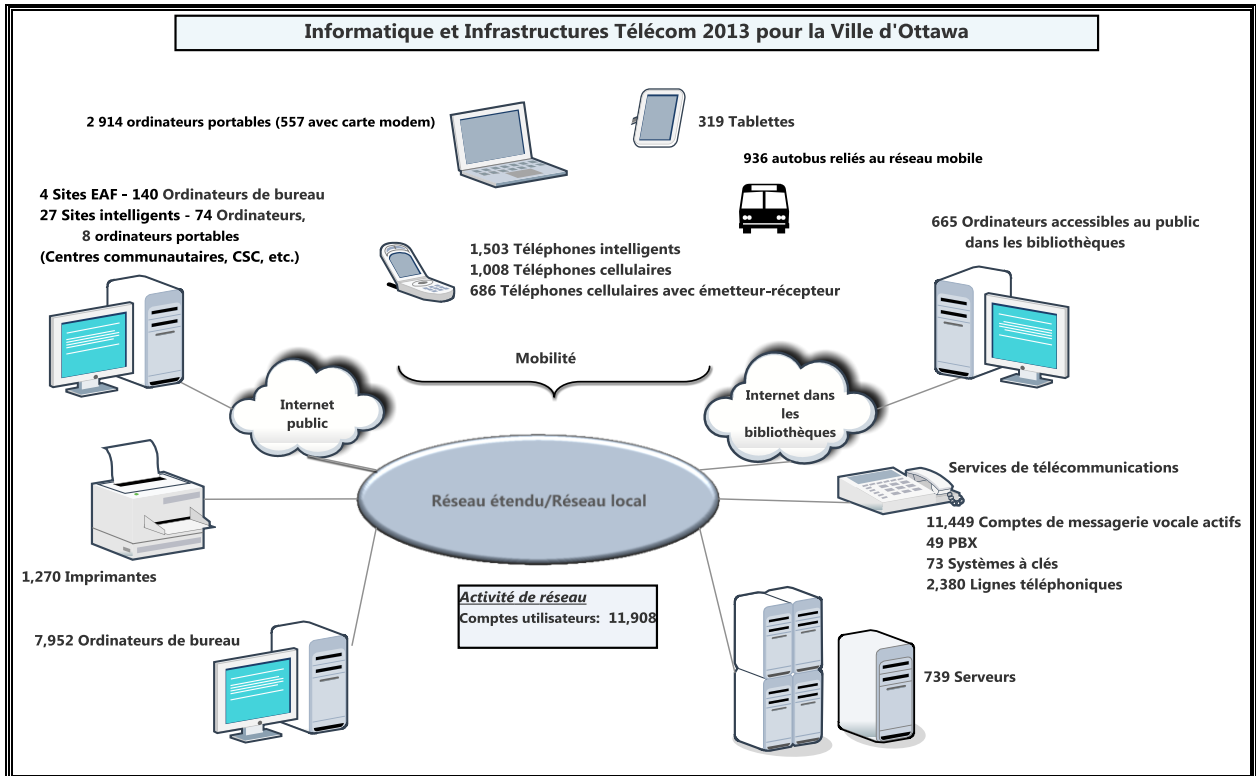 Informatique et Infrastructures Télécom 2013 pour la Ville d'Ottawa
2 914 ordinateurs portables (557 avec carte modem)
319 Tablettes
936 autobus reliés au réseau mobile
4 Sites EAF - 140 Ordinateurs de bureau
27 Sites intelligents - 74 Ordinateurs,
8 ordinateurs portables
(Centres communautaires, CSC, etc.)
1,503 Téléphones intelligents
1,008 Téléphones cellulaires
686 Téléphones cellulaires avec émetteur-récepteur
665 Ordinateurs accessibles au public
dans les bibliothèques
Mobilité
Internet
public
Internet dans
les
bibliothèques
Réseau étendu/Réseau local
Services de télécommunications
11,449 Comptes de messagerie vocale actifs
49 PBX
73 Systèmes à clés
2,380 Lignes téléphoniques
1,270 Imprimantes
Activité de réseau
Comptes utilisateurs: 11,908
7,952 Ordinateurs de bureau
739 Serveurs